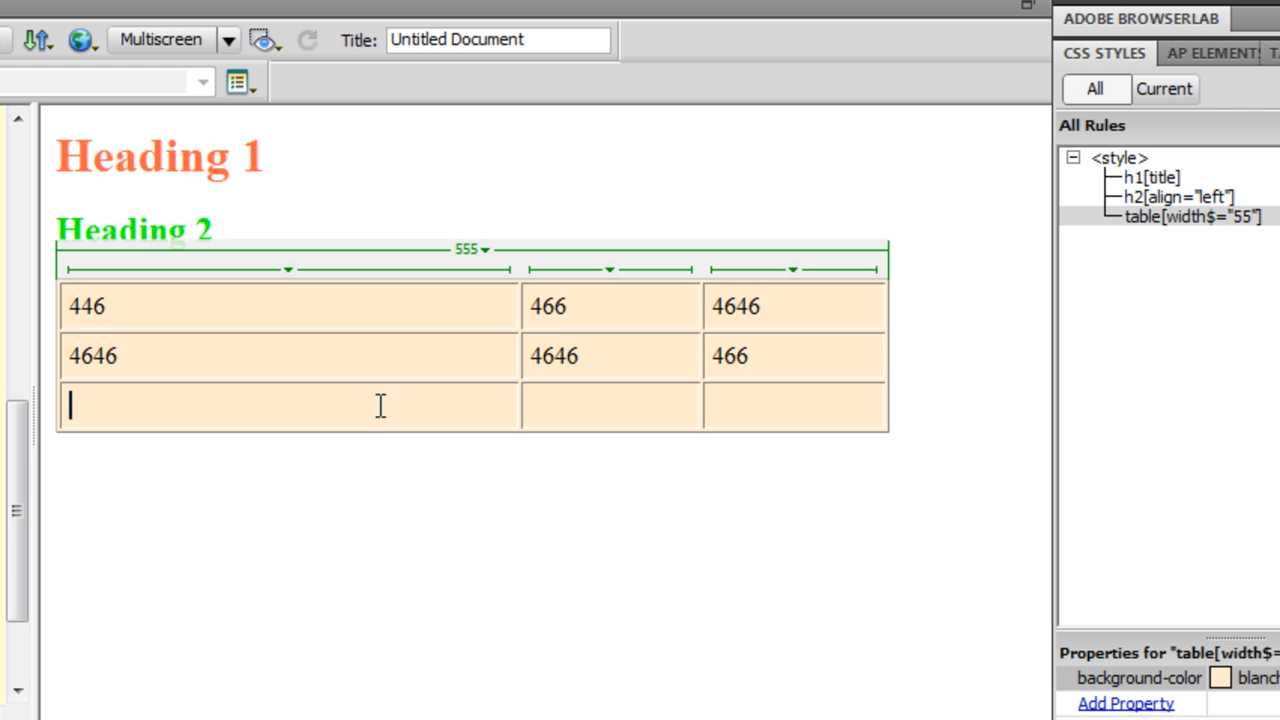 Multiscreen
Title: Untitled Document
ADOBE BROWSERLAB
CSS STYLES AP ELEMENT
All Current
All Rules
<style>
h1[title]
h2[align="left"]
table[width$="55"]
Heading 1
Heading 2
555
446 466 4646
4646 4646 466
Properties for "table[width$=
background-color blanch
Add Property